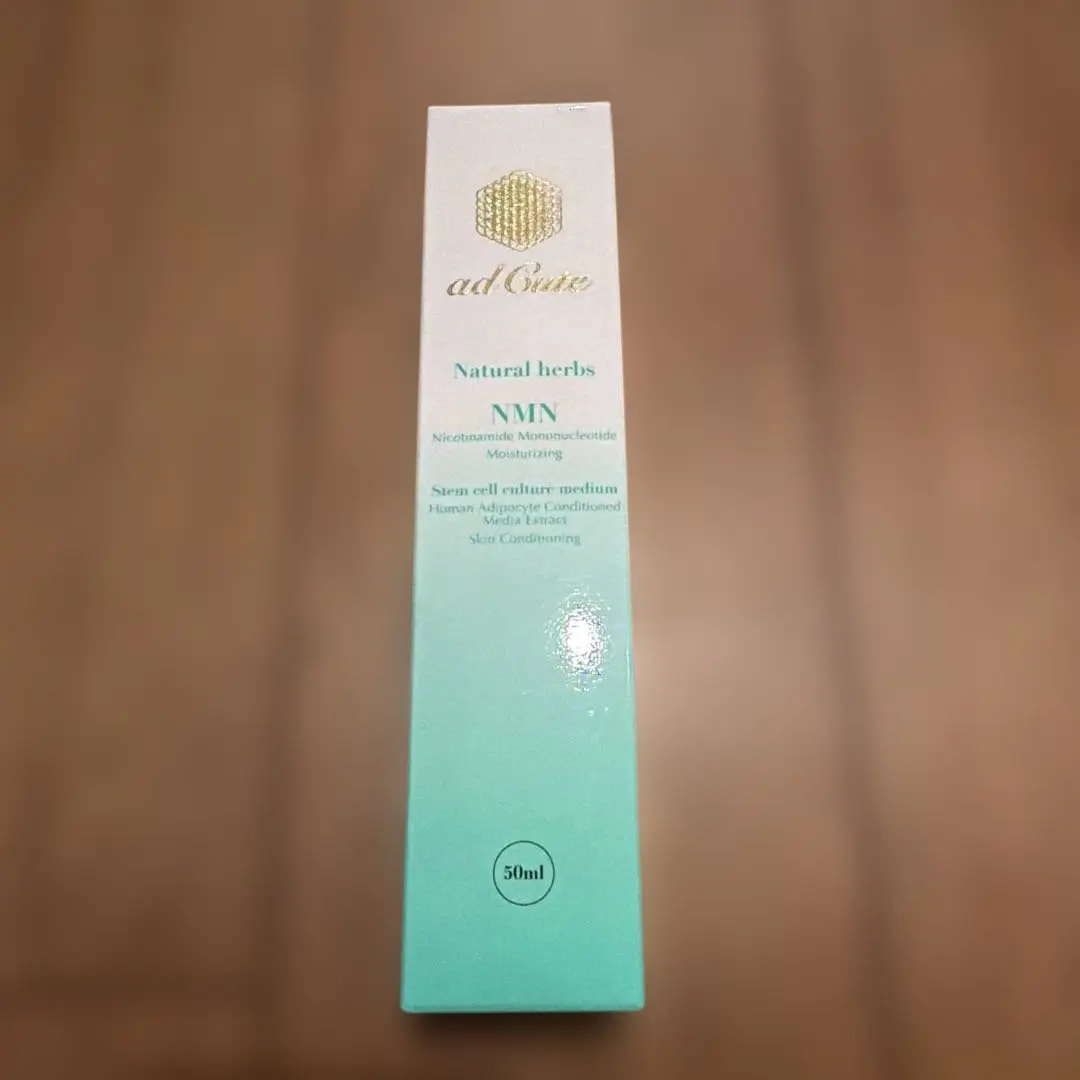 ad Cute
Natural herbs
NMN
Nicotinamide Mononucleotide
Moisturizing
Stem cell culture medium
Human Adipocyte Conditioned
Media Extract
Skin Conditioning
50ml